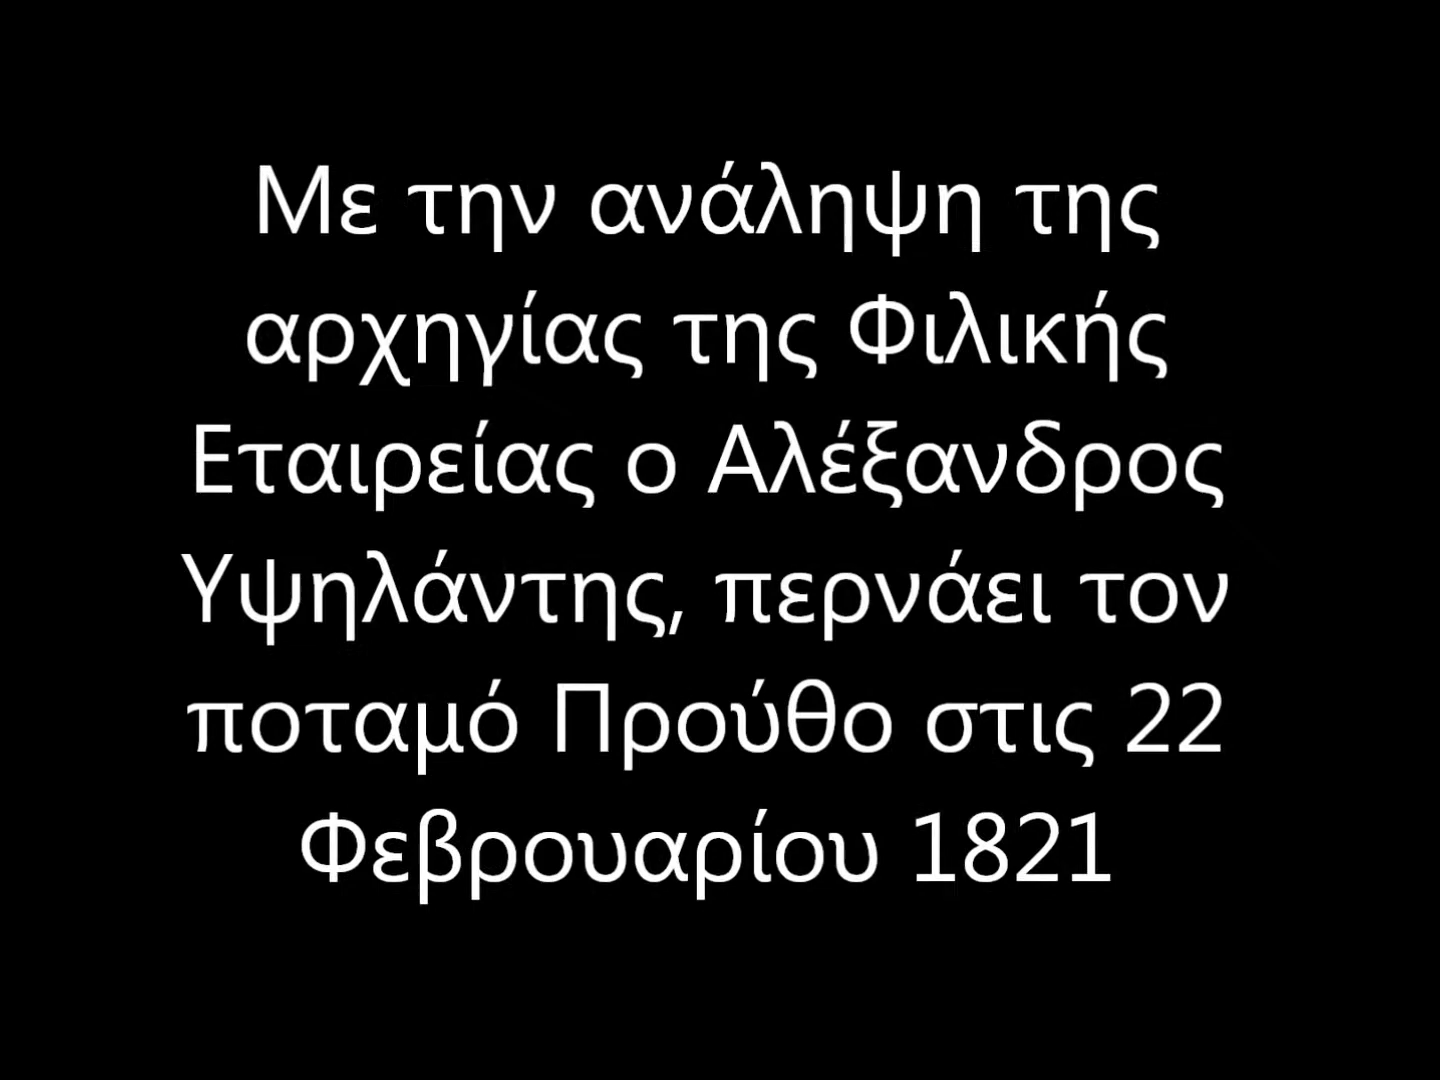 Με την ανάληψη της
αρχηγίας της Φιλικής
Εταιρείας ο Αλέξανδρος
Υψηλάντης, περνάει τον
ποταμό Προύθο στις 22
Φεβρουαρίου 1821